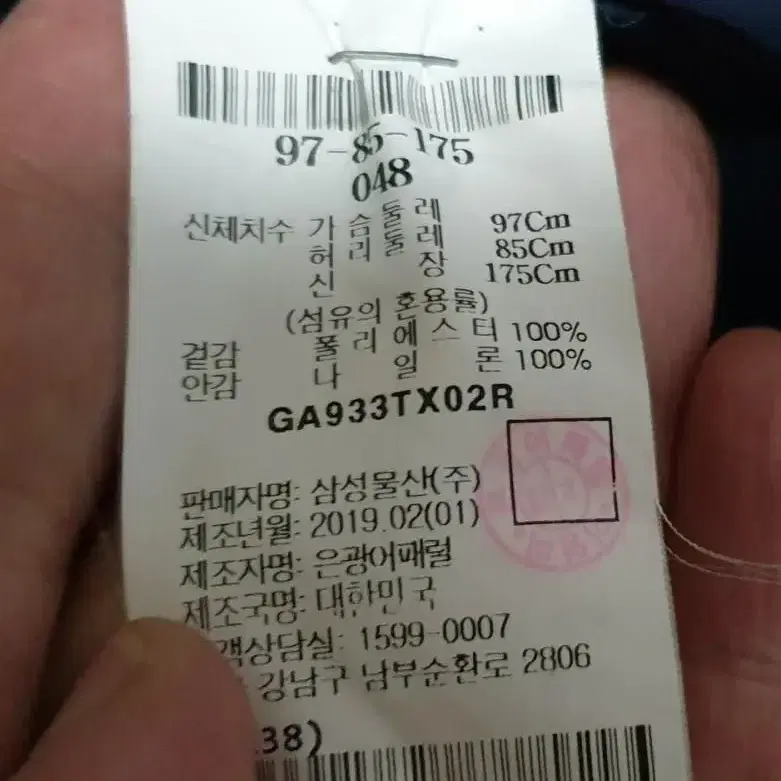 97-85-175
048
신체치수 가슴둘레 97Cm
허리둘레 85Cm
신장 175Cm
(섬유의 혼용률)
겉감 폴리에스터 100%
안감 나일론 100%
GA933TX02R
판매자명: 삼성물산(주)
제조년월: 2019.02(01)
제조자명: 은광어패럴
제조국명: 대한민국
객상담실: 1599-0007
강남구 남부순환로 2806
.38)